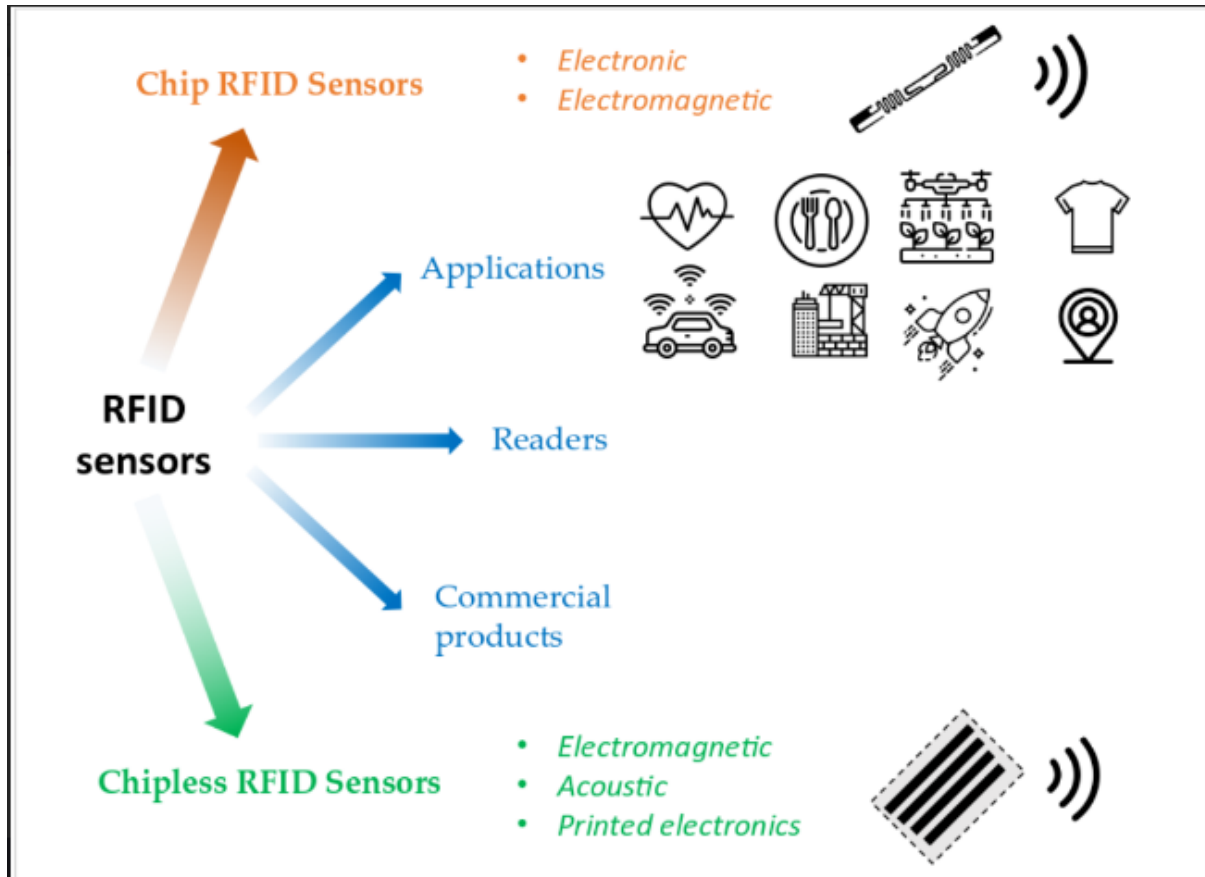 Chip RFID Sensors
• Electronic
• Electromagnetic
Applications
RFID
sensors
Readers
Commercial
products
Chipless RFID Sensors
• Electromagnetic
• Acoustic
• Printed electronics